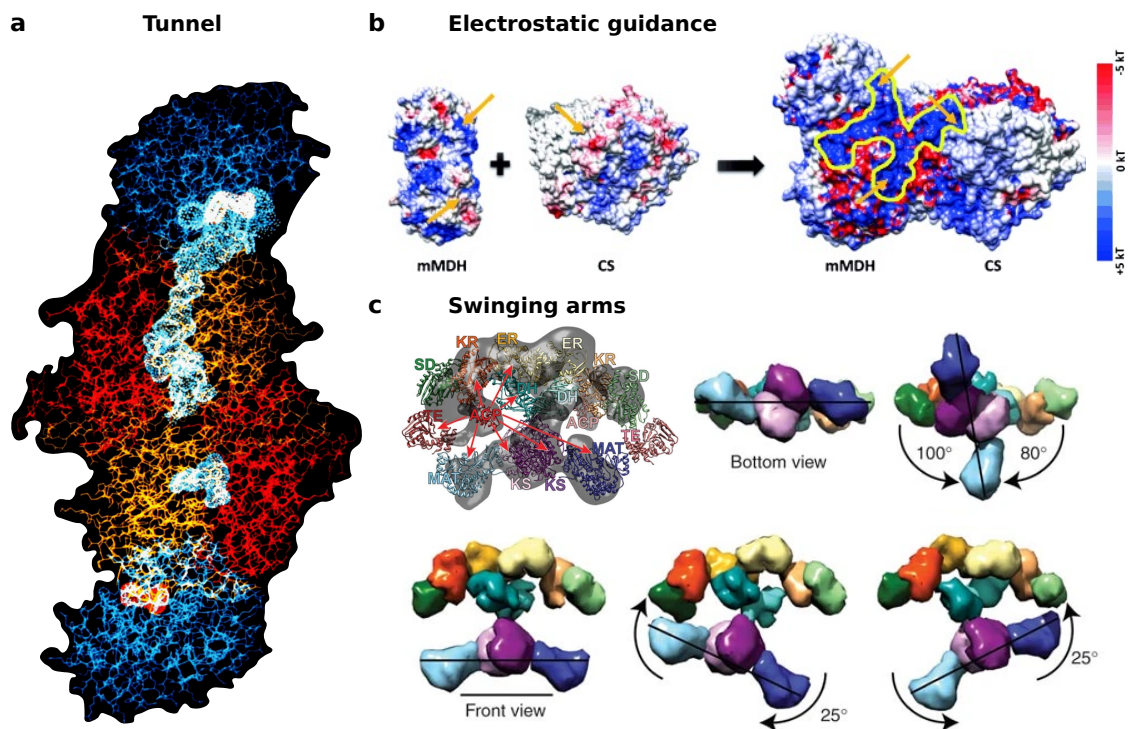 a
Tunnel
b
Electrostatic guidance
mMDH
+
CS
mMDH
CS
-5 kT
0 kT
+5 kT
c
Swinging arms
KR
ER
ER
KR
SD
SD
DH
DH
TE
ACP
ACP
TE
MAT
MAT
KS
KS
Bottom view
100°
80°
Front view
25°
25°